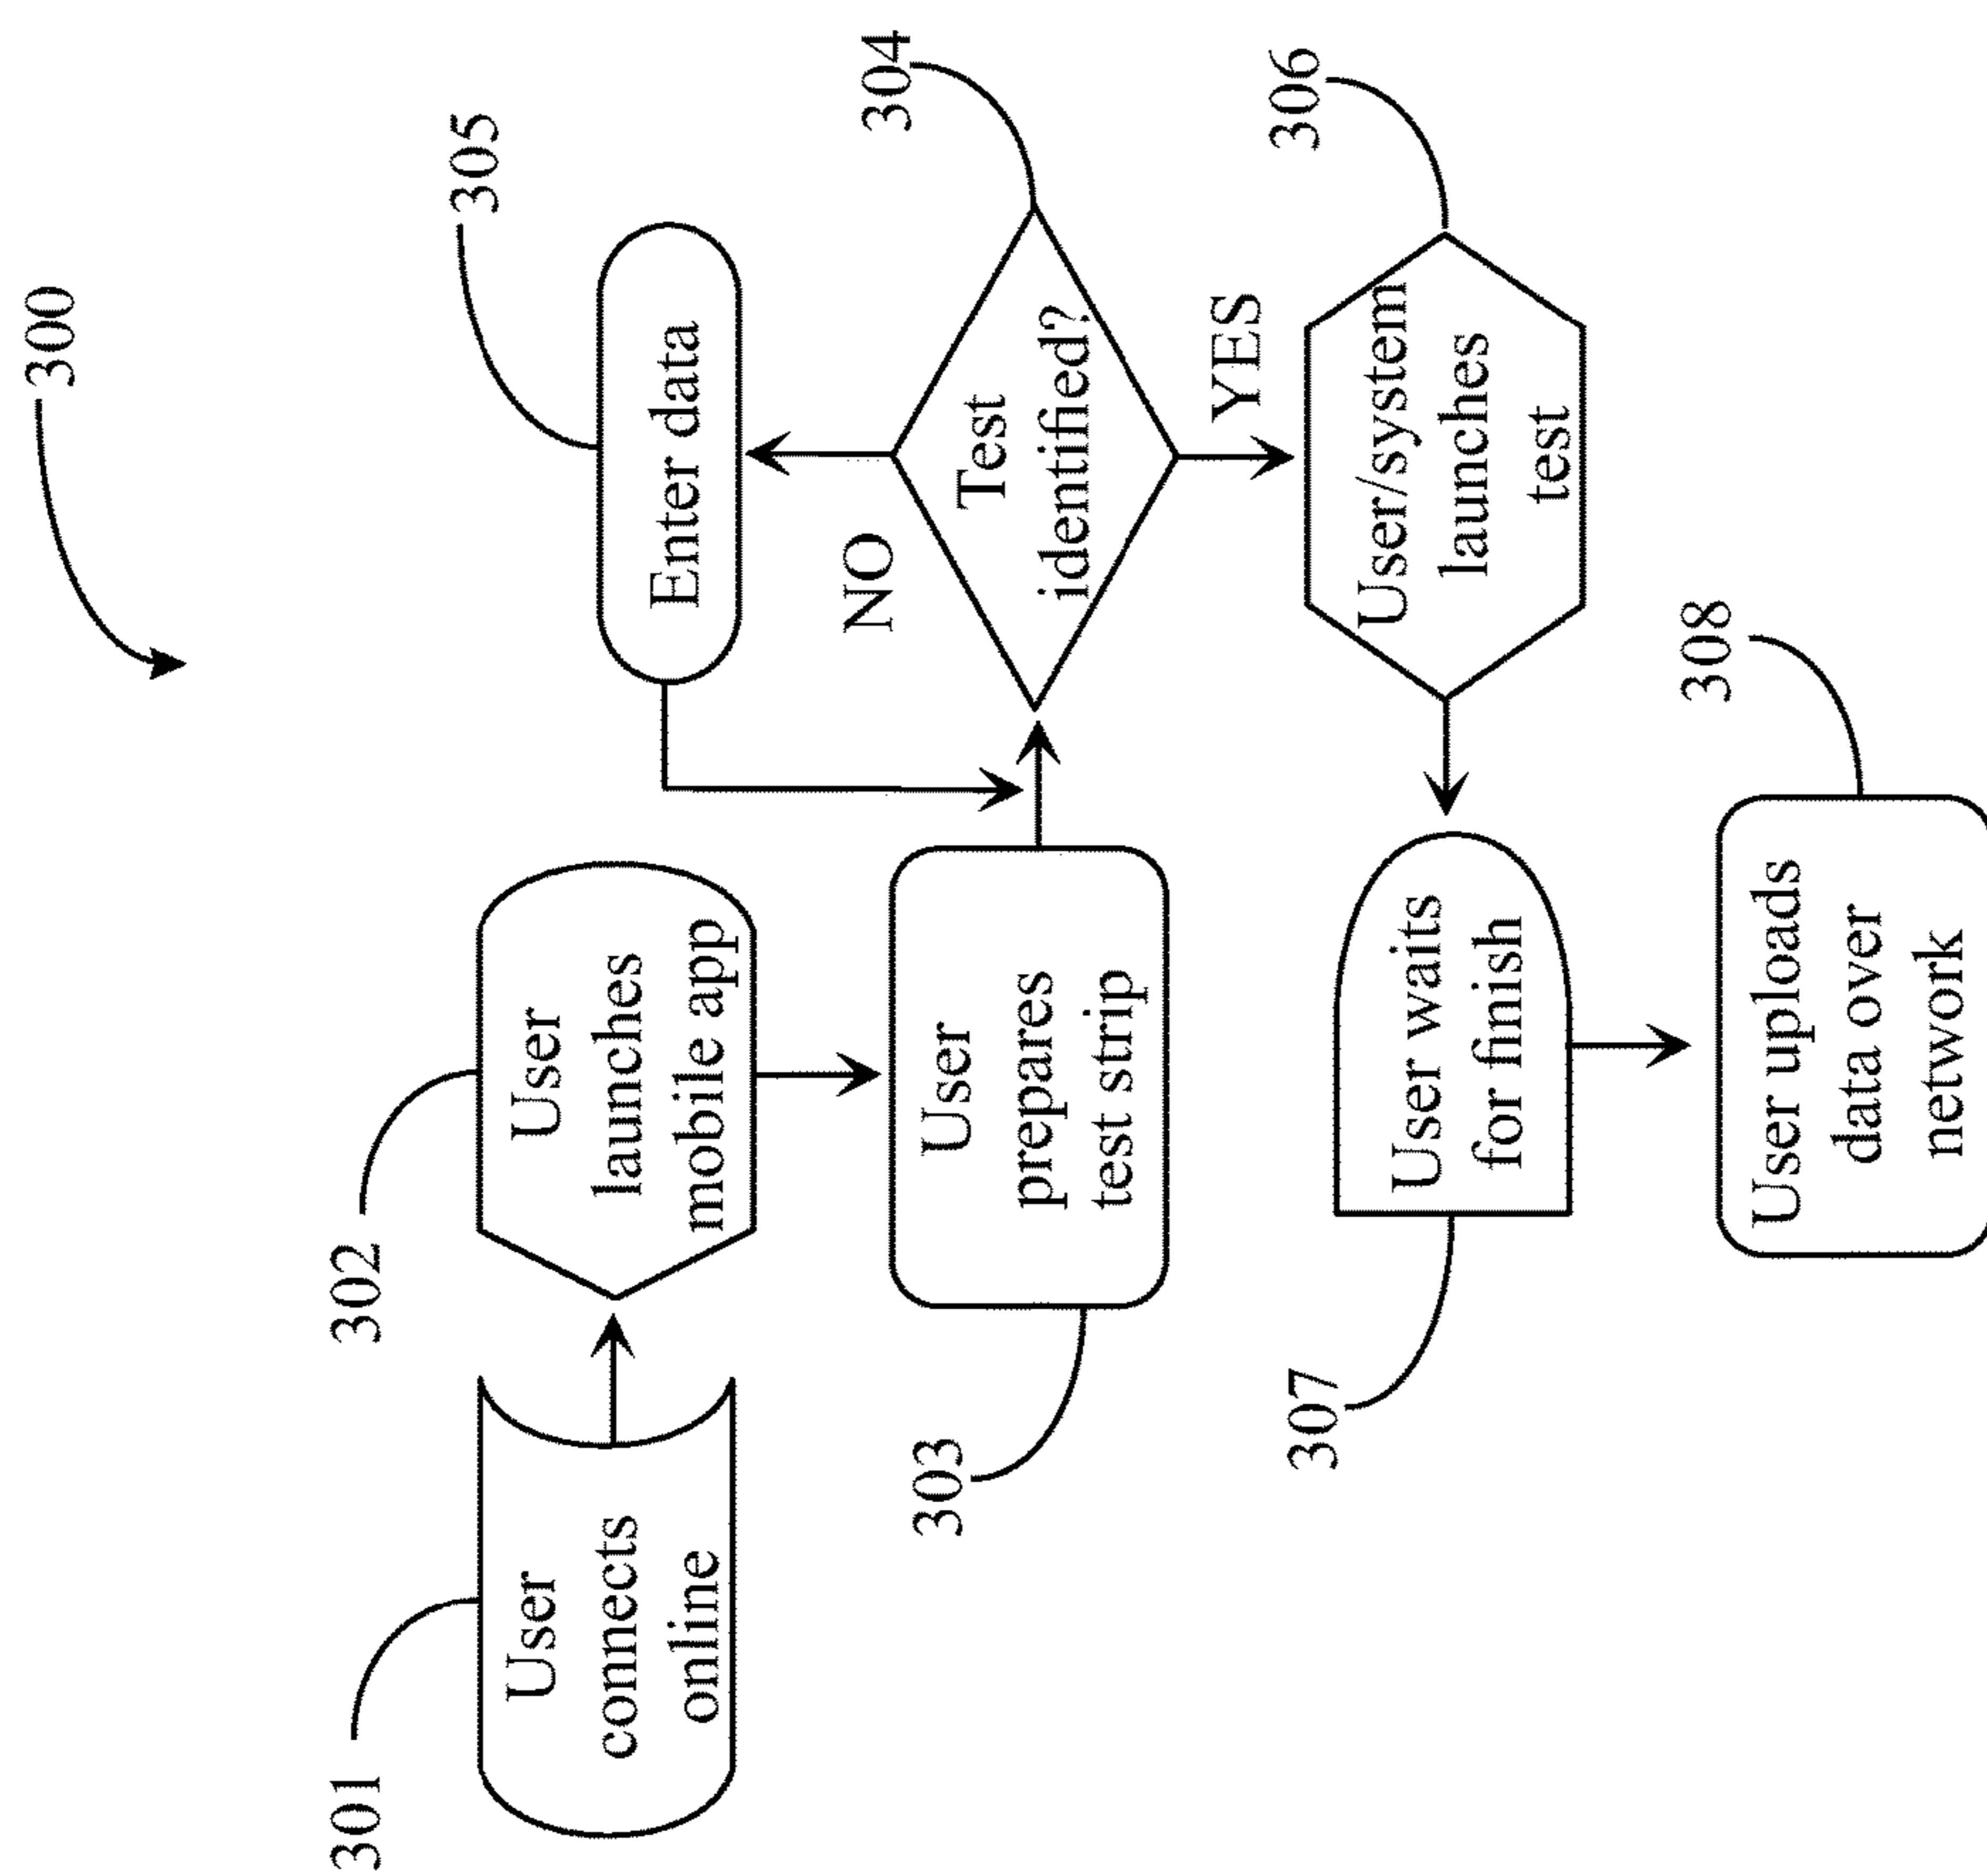 300
301
User
connects
online
302
User
launches
mobile app
303
User
prepares
test strip
304
Test
identified?
NO
305
Enter data
YES
306
User/system
launches
test
307
User waits
for finish
308
User uploads
data over
network